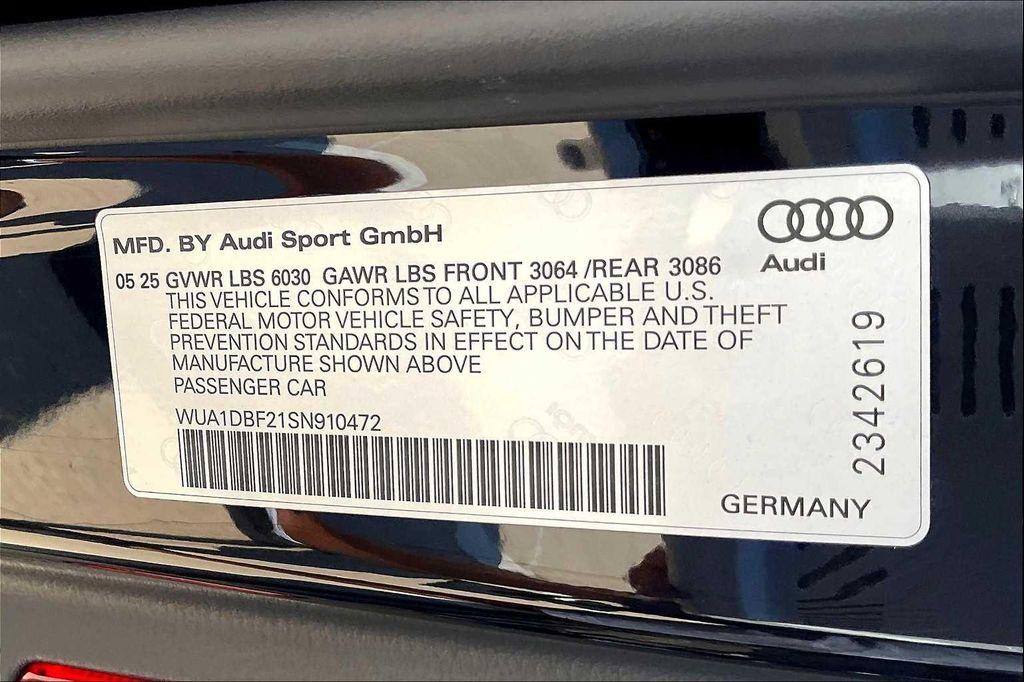 MFD. BY Audi Sport GmbH
Audi
05 25 GVWR LBS 6030 GAWR LBS FRONT 3064 /REAR 3086
THIS VEHICLE CONFORMS TO ALL APPLICABLE U.S.
FEDERAL MOTOR VEHICLE SAFETY, BUMPER AND THEFT
PREVENTION STANDARDS IN EFFECT ON THE DATE OF
MANUFACTURE SHOWN ABOVE
PASSENGER CAR
WUA1DBF21SN910472
2342619
GERMANY